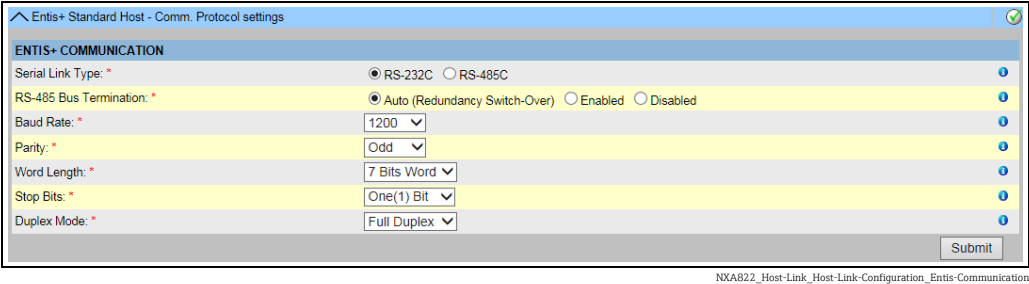 Entis+ Standard Host - Comm. Protocol settings
ENTIS+ COMMUNICATION
Serial Link Type: * RS-232C RS-485C
RS-485 Bus Termination: * Auto (Redundancy Switch-Over) Enabled Disabled
Baud Rate: * 1200
Parity: * Odd
Word Length: * 7 Bits Word
Stop Bits: * One(1) Bit
Duplex Mode: * Full Duplex
Submit
NXA822_Host-Link_Host-Link-Configuration_Entis-Communication